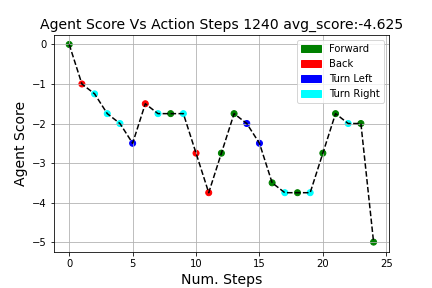 Agent Score Vs Action Steps 1240 avg_score:-4.625
Forward
Back
Turn Left
Turn Right
Agent Score
0
−1
−2
−3
−4
−5
0 5 10 15 20 25
Num. Steps